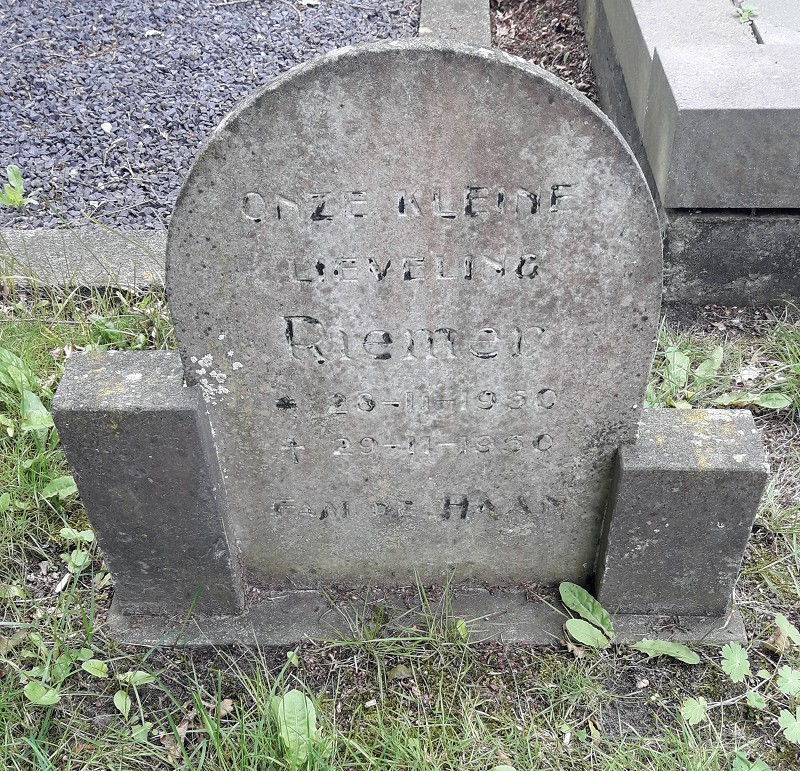 ONZE KLEINE
LIEVELING
Riemer
* 28-11-1950
+ 29-11-1950
FAM DE HAAN